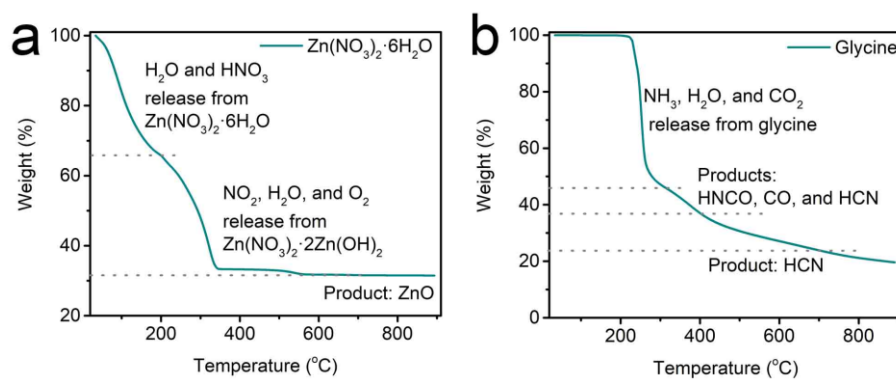 a
Zn(NO₃)₂·6H₂O
H₂O and HNO₃
release from
Zn(NO₃)₂·6H₂O
NO₂, H₂O, and O₂
release from
Zn(NO₃)₂·2Zn(OH)₂
Product: ZnO
Weight (%)
100
80
60
40
20
0 200 400 600 800
Temperature (°C)
b
Glycine
NH₃, H₂O, and CO₂
release from glycine
Products:
HNCO, CO, and HCN
Product: HCN
Weight (%)
100
80
60
40
20
0
0 200 400 600 800
Temperature (°C)